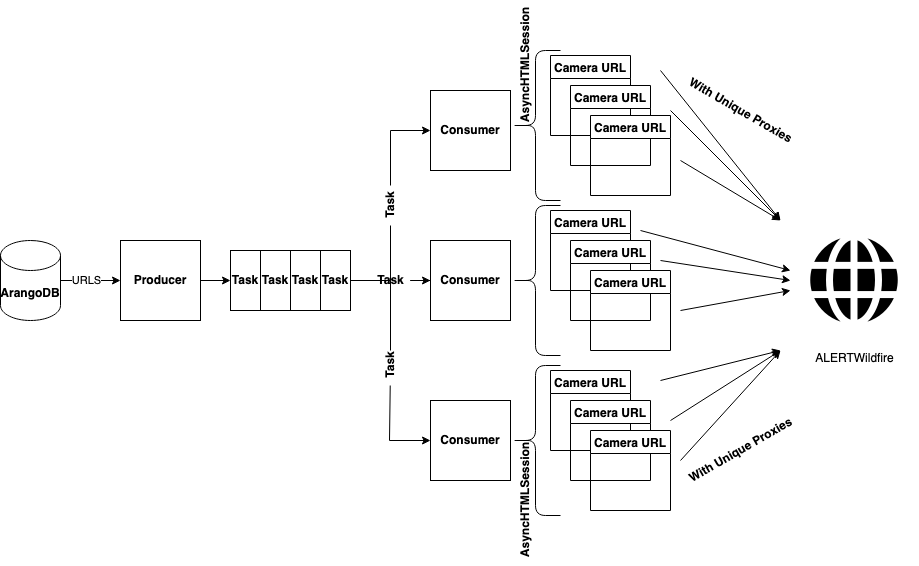 ArangoDB
URLS
Producer
Task
Task
Task
Task
Task
Task
Task
Consumer
AsyncHTMLSession
Camera URL
Camera URL
Camera URL
With Unique Proxies
Consumer
Camera URL
Camera URL
Camera URL
Consumer
AsyncHTMLSession
Camera URL
Camera URL
Camera URL
With Unique Proxies
ALERTWildfire